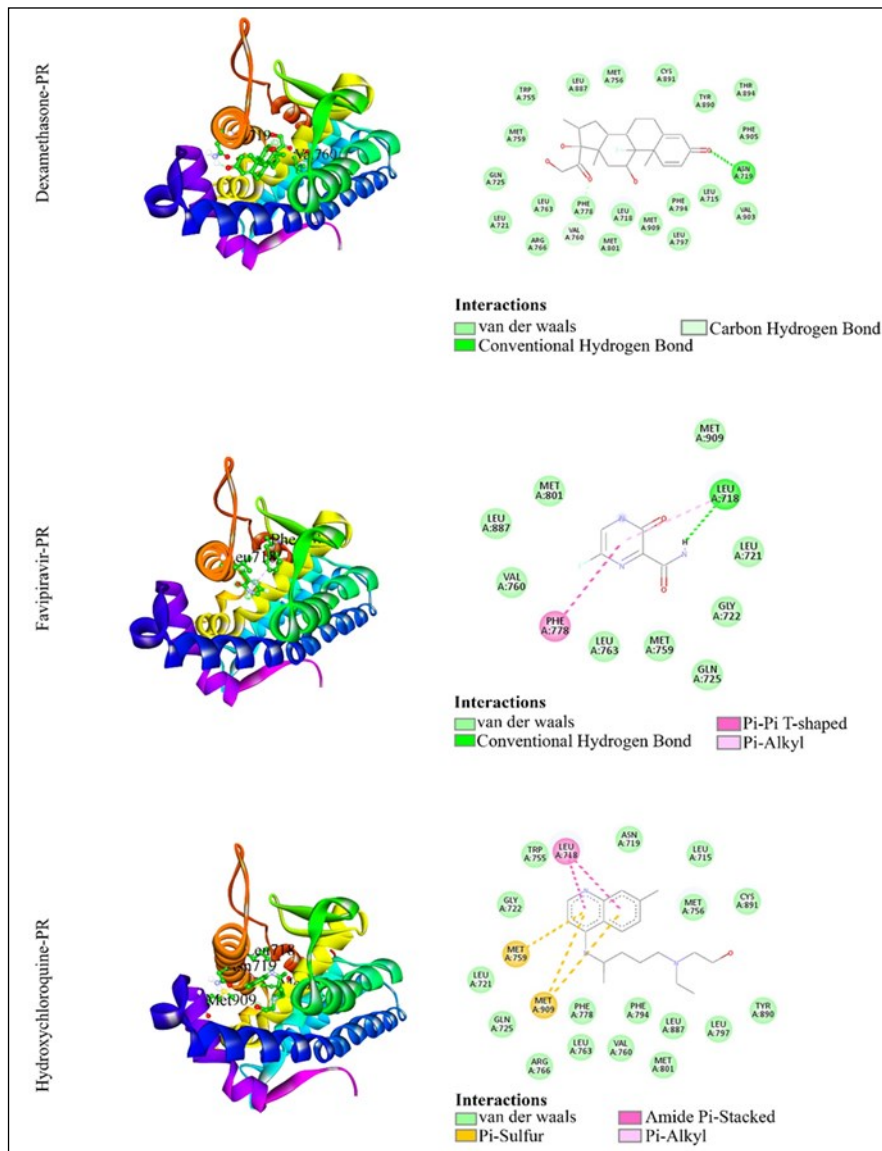 Dexamethasone-PR
719
Val760
TRP A:755
LEU A:887
MET A:756
CYS A:891
TYR A:890
THR A:894
MET A:759
PHE A:905
GLN A:725
ASN A:719
LEU A:721
LEU A:763
PHE A:778
LEU A:718
PHE A:794
LEU A:715
VAL A:903
ARG A:766
VAL A:760
MET A:801
MET A:909
LEU A:797
Interactions
van der waals
Carbon Hydrogen Bond
Conventional Hydrogen Bond
Favipiravir-PR
Phe
eu718
MET A:909
MET A:801
LEU A:718
LEU A:887
LEU A:721
VAL A:760
GLY A:722
PHE A:778
LEU A:763
MET A:759
GLN A:725
H
Interactions
van der waals
Pi-Pi T-shaped
Conventional Hydrogen Bond
Pi-Alkyl
Hydroxychloroquine-PR
eu718
n719
Met909
TRP A:755
LEU A:718
ASN A:719
LEU A:715
GLY A:722
MET A:756
CYS A:891
MET A:759
LEU A:721
MET A:909
GLN A:725
PHE A:778
PHE A:794
LEU A:887
LEU A:797
TYR A:890
ARG A:766
LEU A:763
VAL A:760
MET A:801
Interactions
van der waals
Amide Pi-Stacked
Pi-Sulfur
Pi-Alkyl